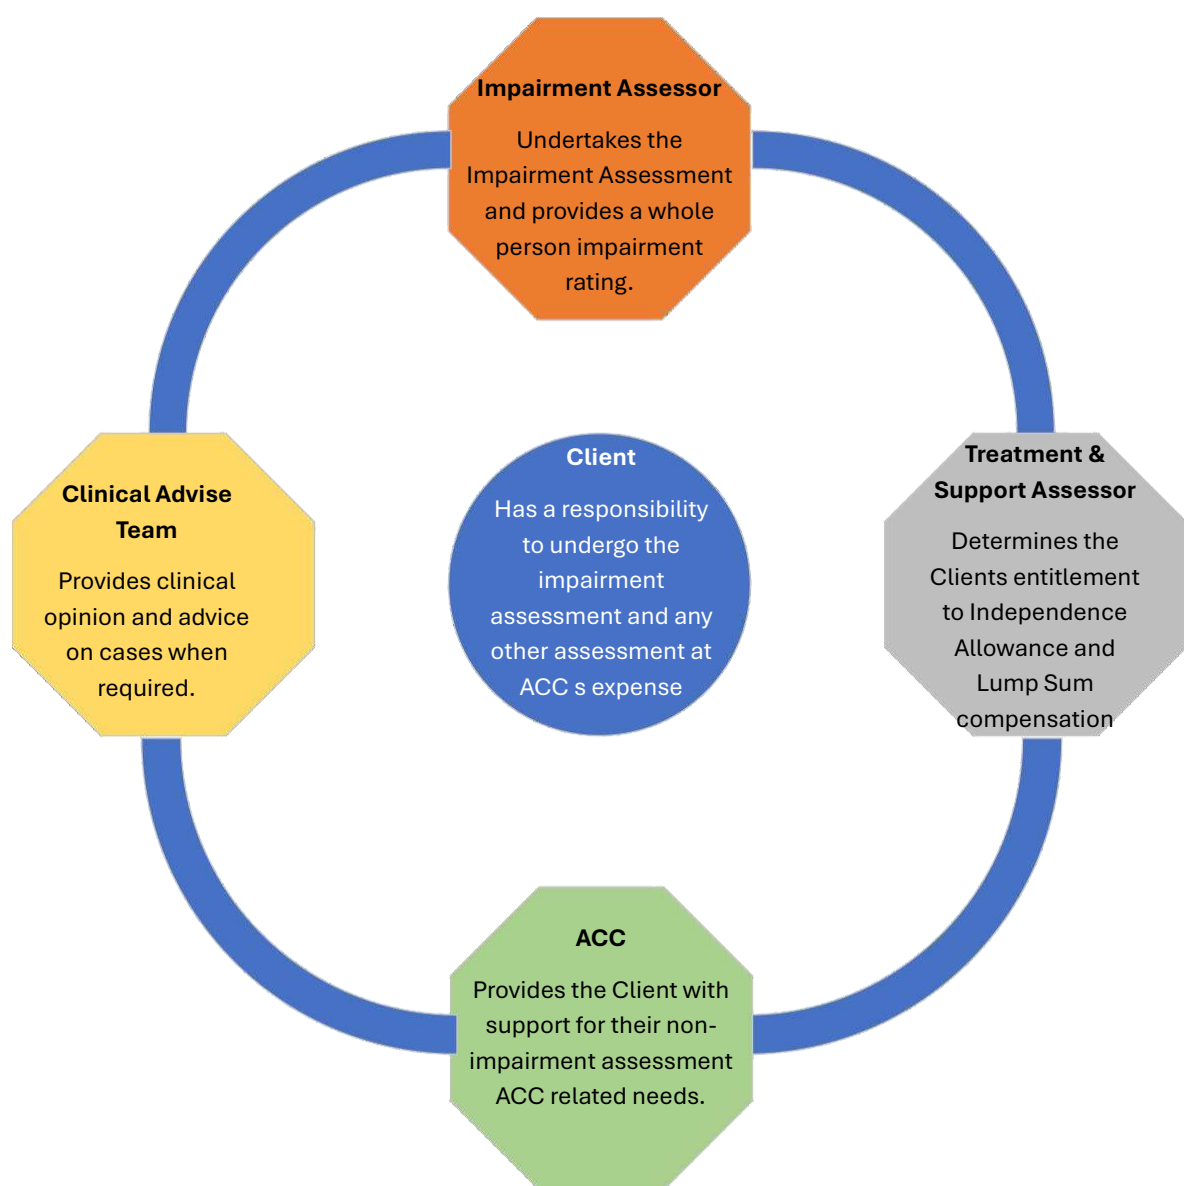 Impairment Assessor
Undertakes the
Impairment Assessment
and provides a whole
person impairment
rating.
Clinical Advise
Team
Provides clinical
opinion and advice
on cases when
required.
Client
Has a responsibility
to undergo the
impairment
assessment and any
other assessment at
ACC s expense
Treatment &
Support Assessor
Determines the
Clients entitlement
to Independence
Allowance and
Lump Sum
compensation
ACC
Provides the Client with
support for their non-
impairment assessment
ACC related needs.